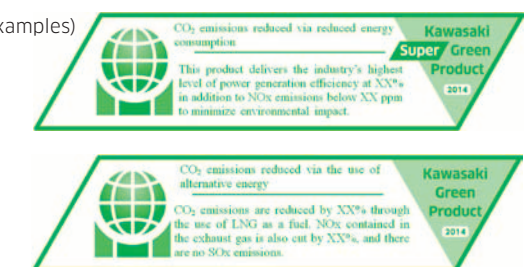 xamples)
CO₂ emissions reduced via reduced energy
consumption
This product delivers the industry's highest
level of power generation efficiency at XX%
in addition to NOx emissions below XX ppm
to minimize environmental impact.
Kawasaki
Super Green
Product
2014
CO₂ emissions reduced via the use of
alternative energy
CO₂ emissions are reduced by XX% through
the use of LNG as a fuel. NOx contained in
the exhaust gas is also cut by XX%, and there
are no SOx emissions.
Kawasaki
Green
Product
2014